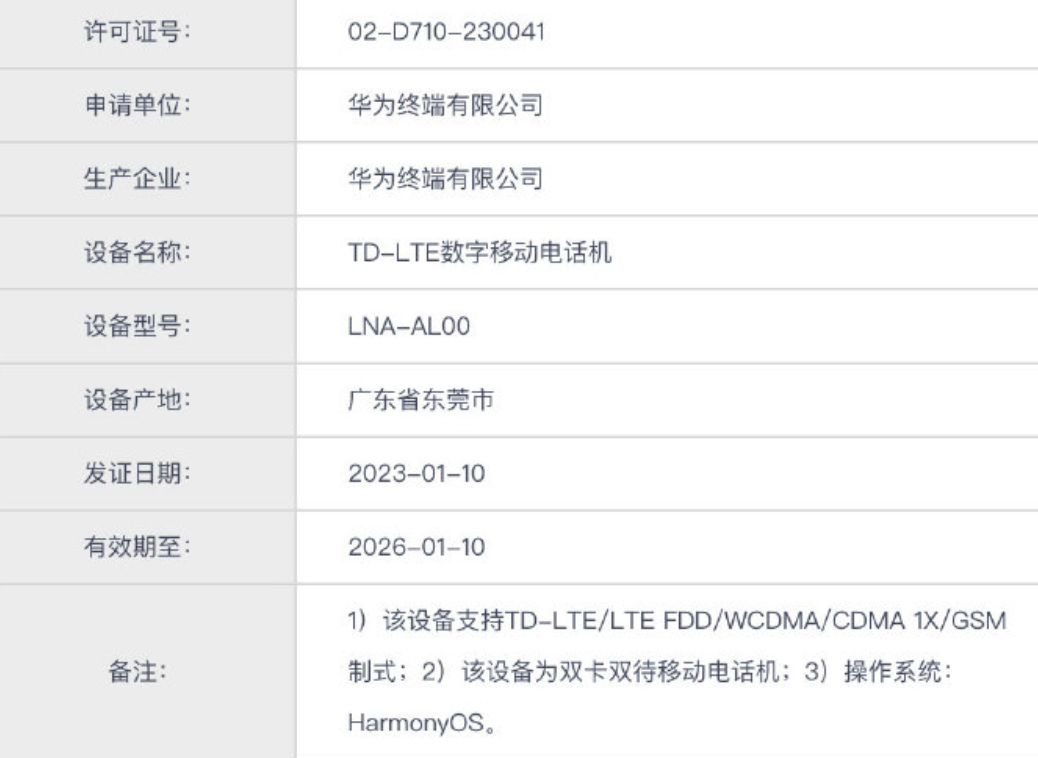 许可证号： 02-D710-230041
申请单位： 华为终端有限公司
生产企业： 华为终端有限公司
设备名称： TD-LTE数字移动电话机
设备型号： LNA-AL00
设备产地： 广东省东莞市
发证日期： 2023-01-10
有效期至： 2026-01-10
备注： 1）该设备支持TD-LTE/LTE FDD/WCDMA/CDMA 1X/GSM
制式；2）该设备为双卡双待移动电话机；3）操作系统：
HarmonyOS。